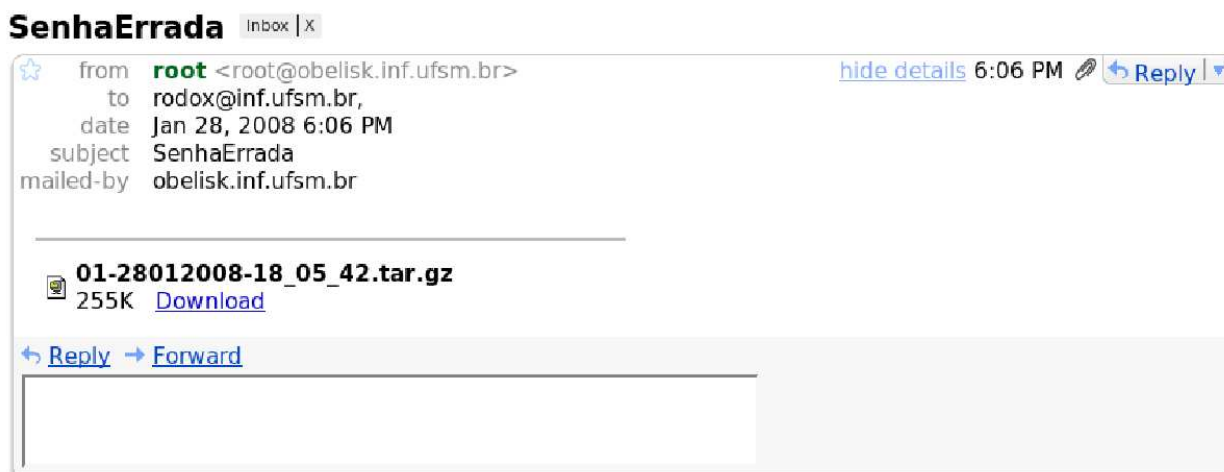 SenhaErrada Inbox | X
from root <root@obelisk.inf.ufsm.br> hide details 6:06 PM Reply
to rodox@inf.ufsm.br,
date Jan 28, 2008 6:06 PM
subject SenhaErrada
mailed-by obelisk.inf.ufsm.br
01-28012008-18_05_42.tar.gz
255K Download
Reply Forward